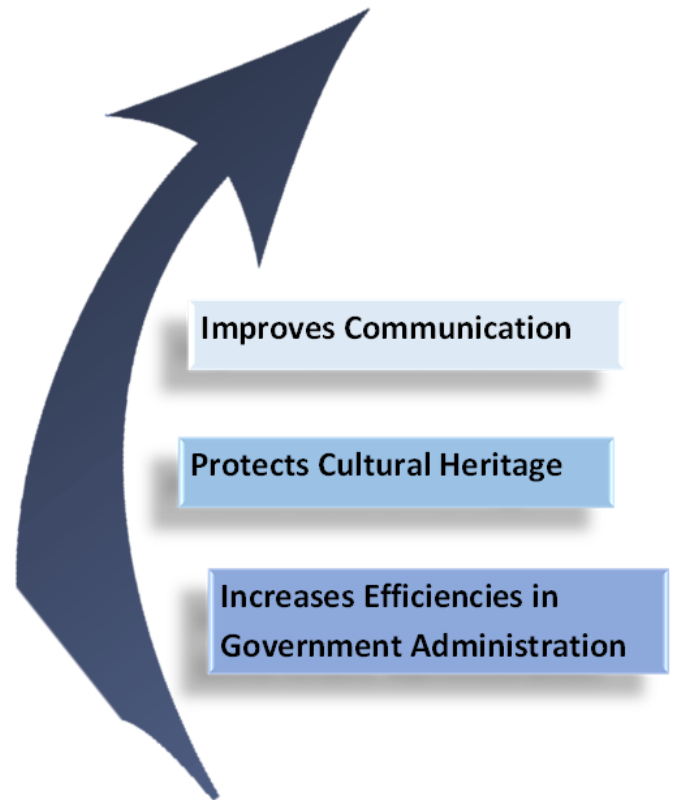 Improves Communication
Protects Cultural Heritage
Increases Efficiencies in
Government Administration